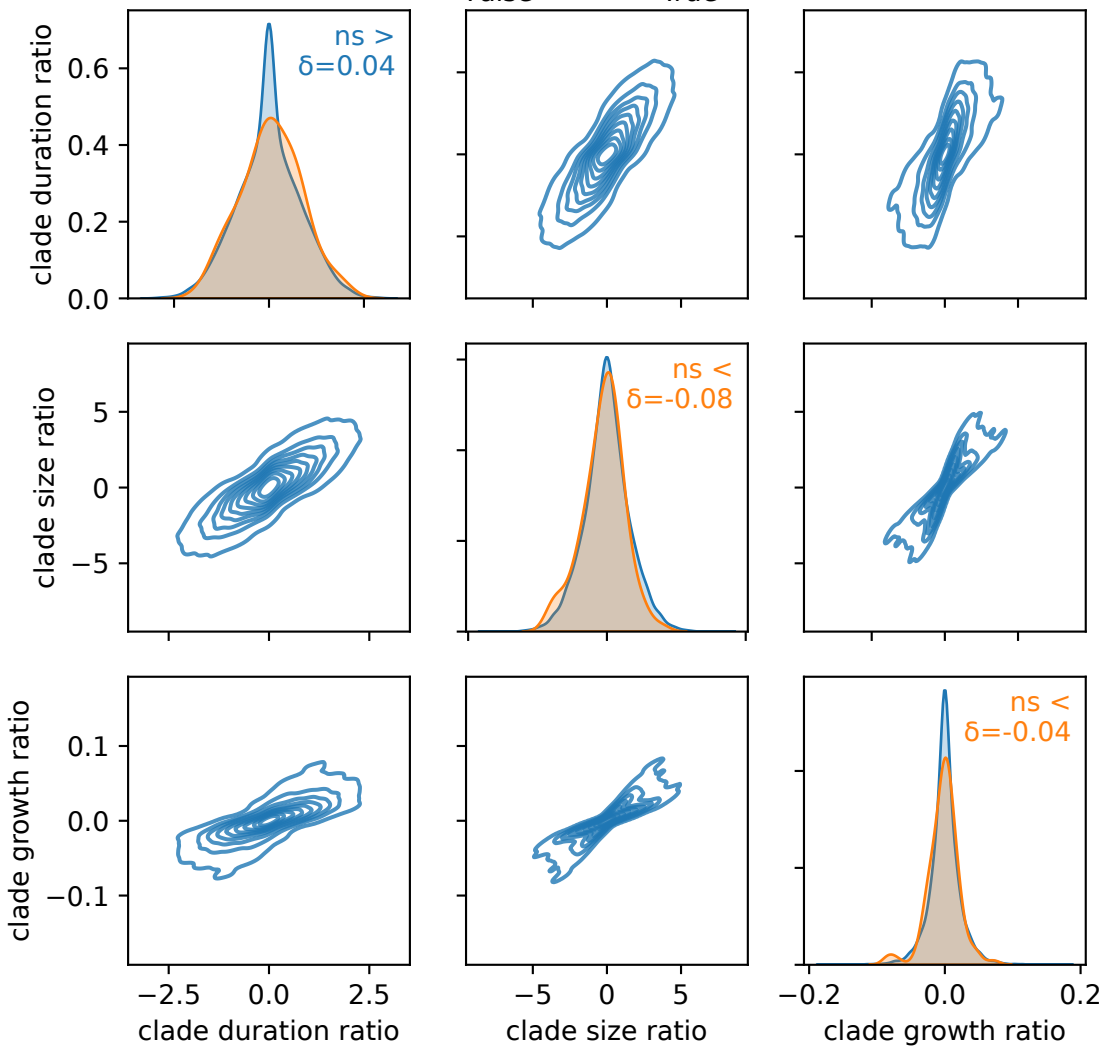 clade duration ratio
0.6
0.4
0.2
0.0
ns >
δ=0.04
clade size ratio
5
0
−5
ns <
δ=-0.08
clade growth ratio
0.1
0.0
−0.1
ns <
δ=-0.04
−2.5 0.0 2.5
−5 0 5
−0.2 0.0 0.2
clade duration ratio
clade size ratio
clade growth ratio